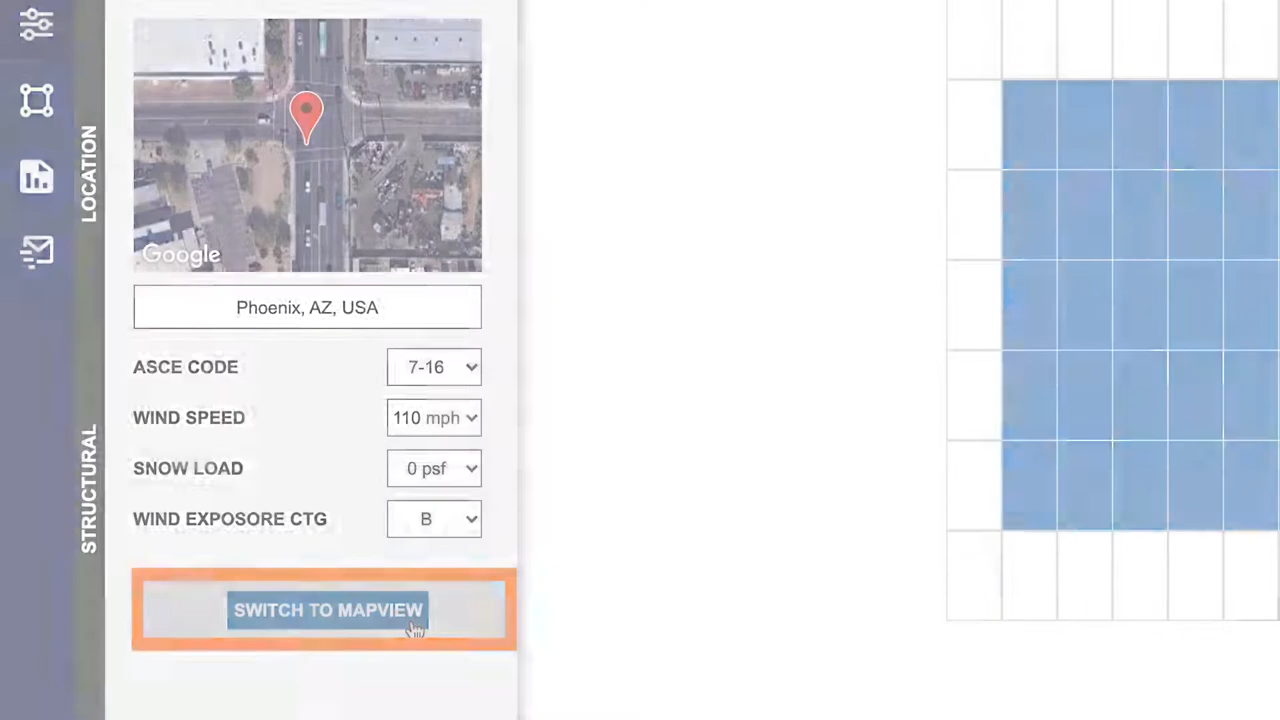 LOCATION
Google
Phoenix, AZ, USA
STRUCTURAL
ASCE CODE 7-16
WIND SPEED 110 mph
SNOW LOAD 0 psf
WIND EXPOSORE CTG B
SWITCH TO MAPVIEW